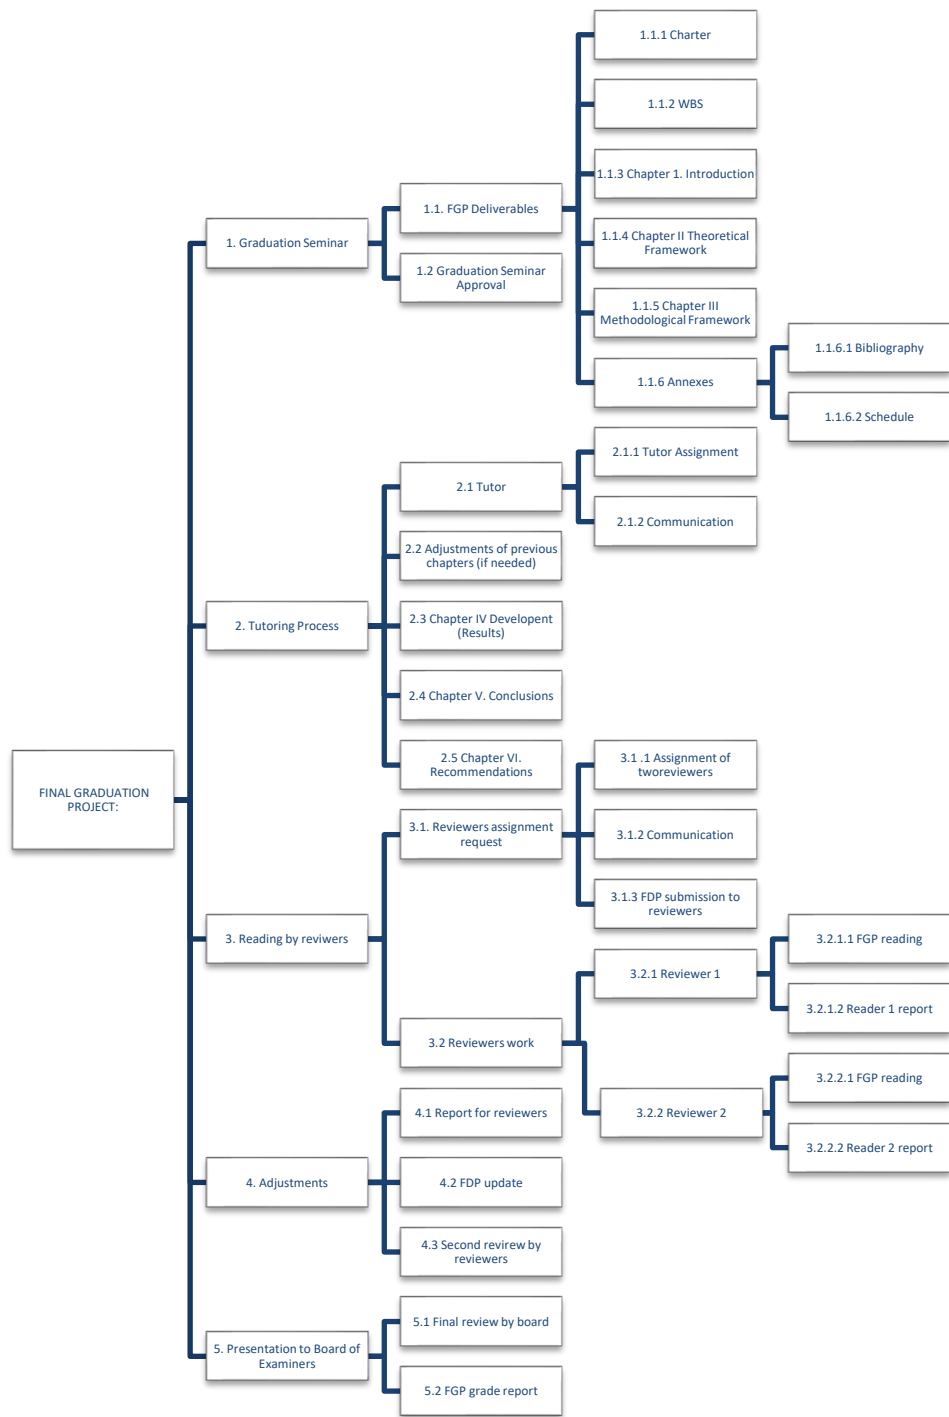 1.1.1 Charter
1.1.2 WBS
1.1.3 Chapter 1. Introduction
1.1. FGP Deliverables
1. Graduation Seminar
1.1.4 Chapter II Theoretical
Framework
1.2 Graduation Seminar
Approval
1.1.5 Chapter III
Methodological Framework
1.1.6.1 Bibliography
1.1.6 Annexes
1.1.6.2 Schedule
2.1.1 Tutor Assignment
2.1 Tutor
2.1.2 Communication
2.2 Adjustments of previous
chapters (if needed)
2. Tutoring Process
2.3 Chapter IV Developent
(Results)
2.4 Chapter V. Conclusions
2.5 Chapter VI.
Recommendations
FINAL GRADUATION
PROJECT:
3.1 .1 Assignment of
tworeviewers
3.1. Reviewers assignment
request
3.1.2 Communication
3.1.3 FDP submission to
reviewers
3. Reading by reviwers
3.2.1.1 FGP reading
3.2.1 Reviewer 1
3.2.1.2 Reader 1 report
3.2 Reviewers work
3.2.2.1 FGP reading
3.2.2 Reviewer 2
3.2.2.2 Reader 2 report
4.1 Report for reviewers
4. Adjustments
4.2 FDP update
4.3 Second revirew by
reviewers
5.1 Final review by board
5. Presentation to Board of
Examiners
5.2 FGP grade report